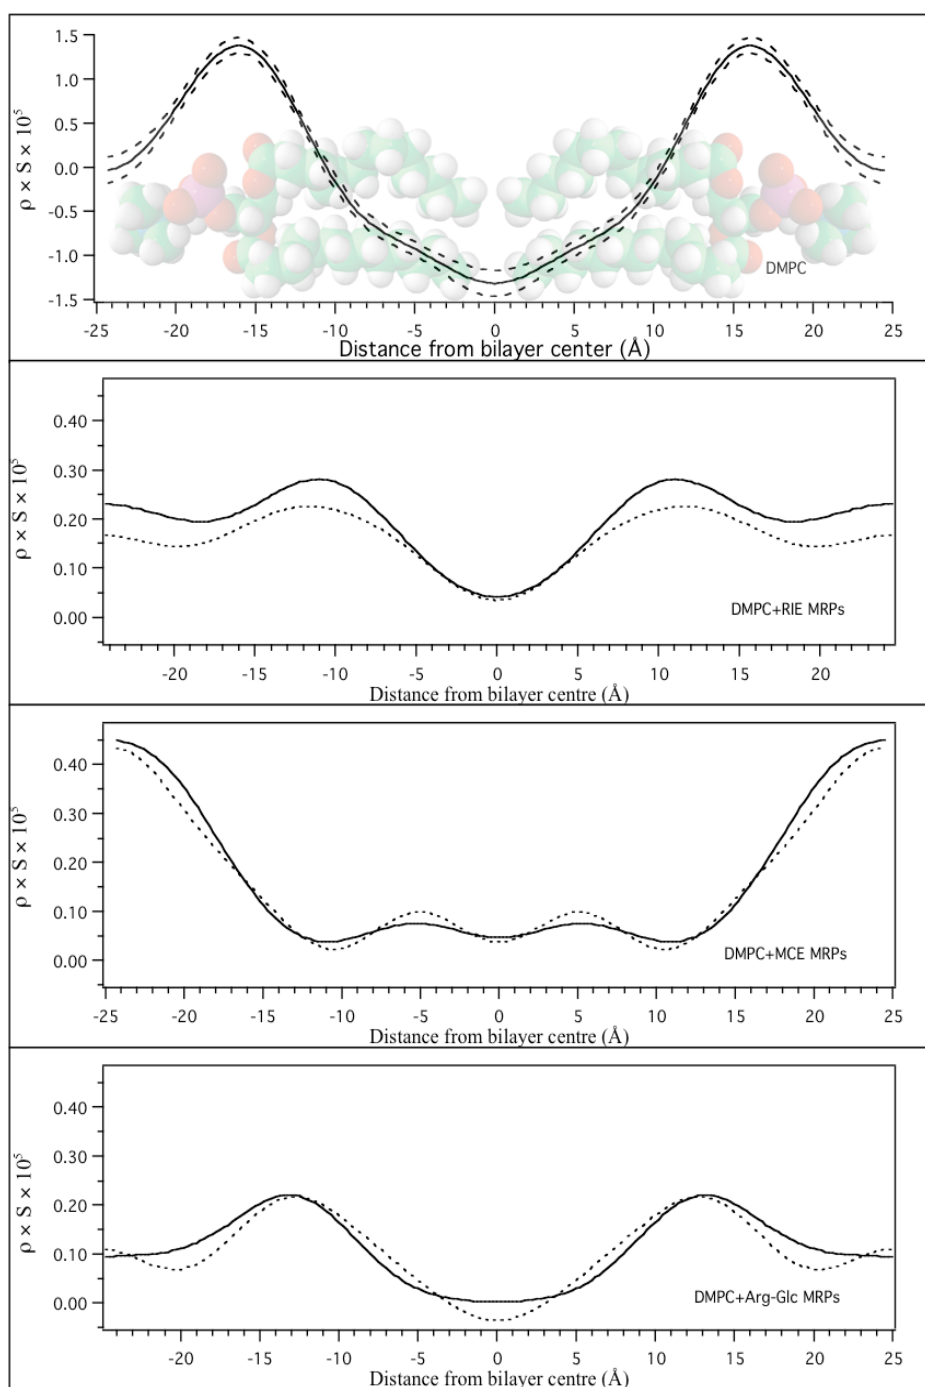 ρ × S × 10⁵
1.5
1.0
0.5
0.0
-0.5
-1.0
-1.5
DMPC
-25 -20 -15 -10 -5 0 5 10 15 20 25
Distance from bilayer center (Å)
ρ × S × 10⁵
0.40
0.30
0.20
0.10
0.00
DMPC+RIE MRPs
-20 -15 -10 -5 0 5 10 15 20
Distance from bilayer centre (Å)
ρ × S × 10⁵
0.40
0.30
0.20
0.10
0.00
DMPC+MCE MRPs
-25 -20 -15 -10 -5 0 5 10 15 20 25
Distance from bilayer centre (Å)
ρ × S × 10⁵
0.40
0.30
0.20
0.10
0.00
DMPC+Arg-Glc MRPs
-20 -15 -10 -5 0 5 10 15 20 25
Distance from bilayer centre (Å)